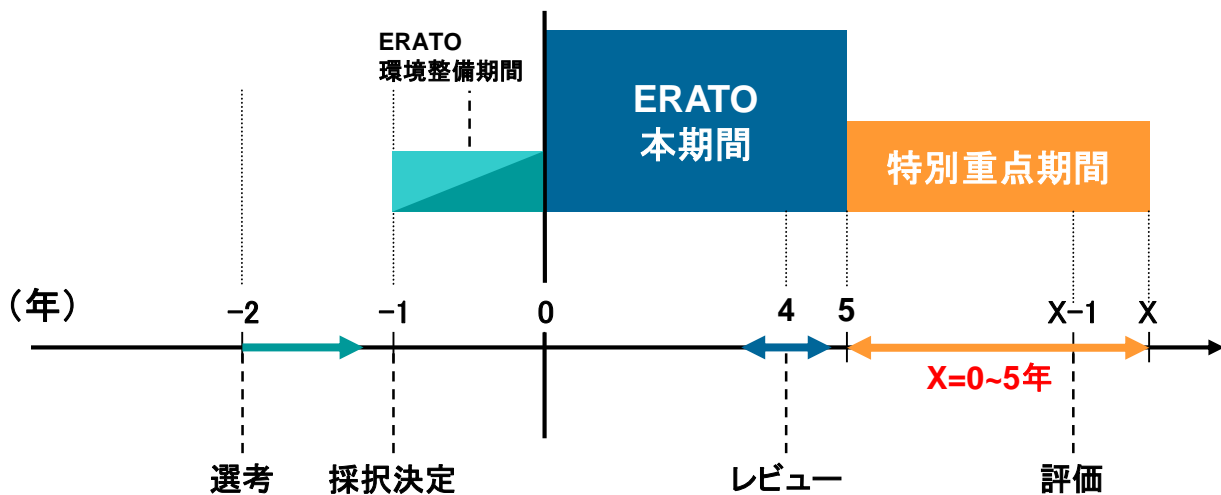 ERATO
環境整備期間
ERATO
本期間
特別重点期間
(年)
-2
-1
0
4
5
X-1
X
X=0~5年
選考
採択決定
レビュー
評価